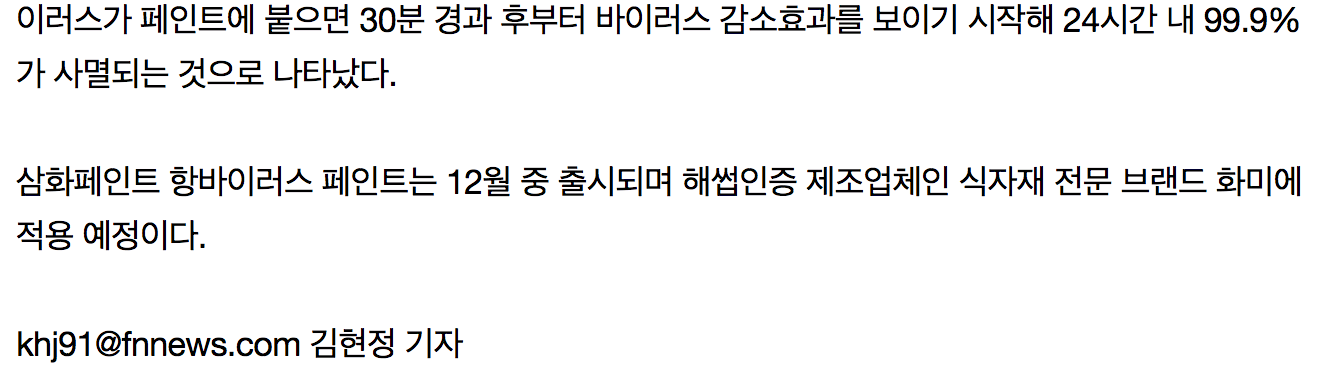 이러스가 페인트에 붙으면 30분 경과 후부터 바이러스 감소효과를 보이기 시작해 24시간 내 99.9%
가 사멸되는 것으로 나타났다.
삼화페인트 항바이러스 페인트는 12월 중 출시되며 해썹인증 제조업체인 식자재 전문 브랜드 화미에
적용 예정이다.
khj91@fnnews.com 김현정 기자